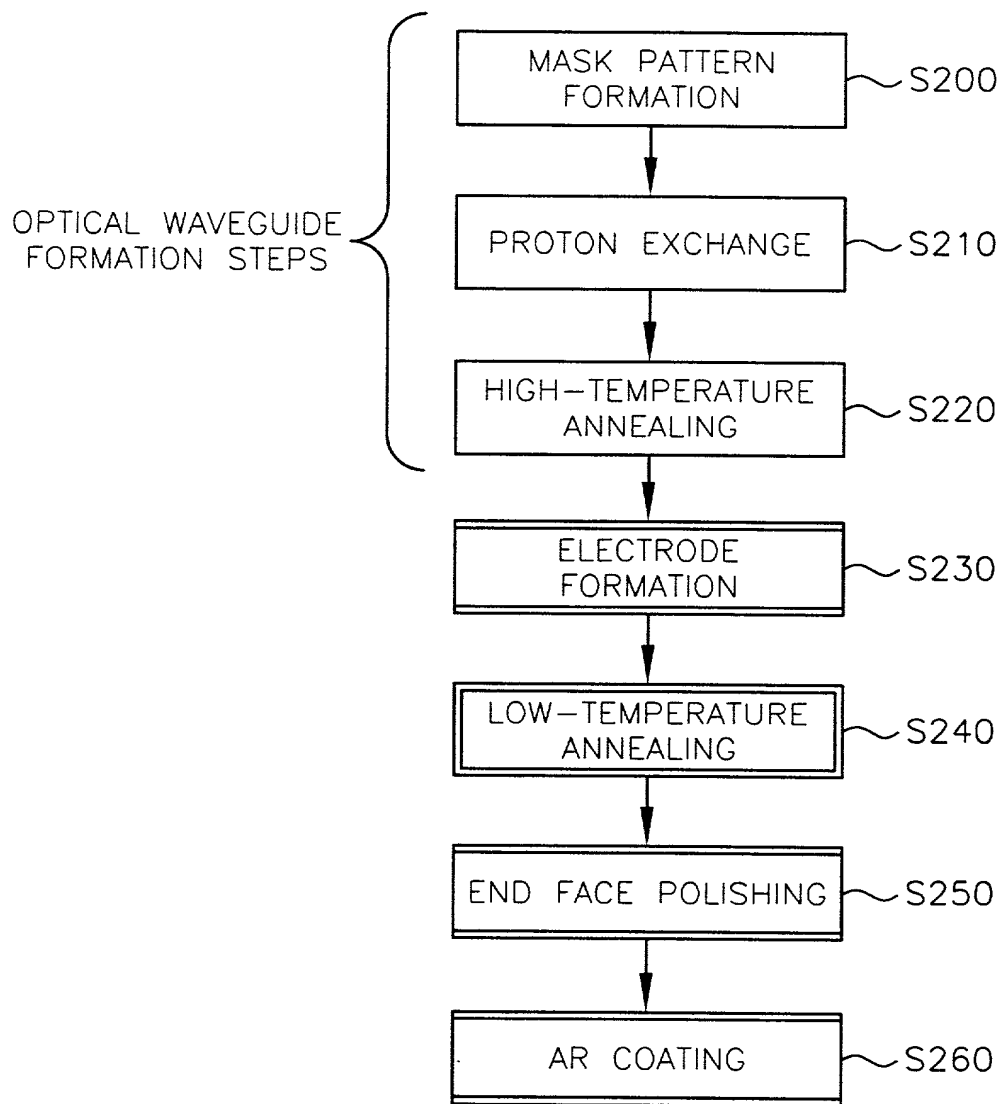 MASK PATTERN
FORMATION
S200
OPTICAL WAVEGUIDE
FORMATION STEPS
PROTON EXCHANGE
S210
HIGH-TEMPERATURE
ANNEALING
S220
ELECTRODE
FORMATION
S230
LOW-TEMPERATURE
ANNEALING
S240
END FACE POLISHING
S250
AR COATING
S260